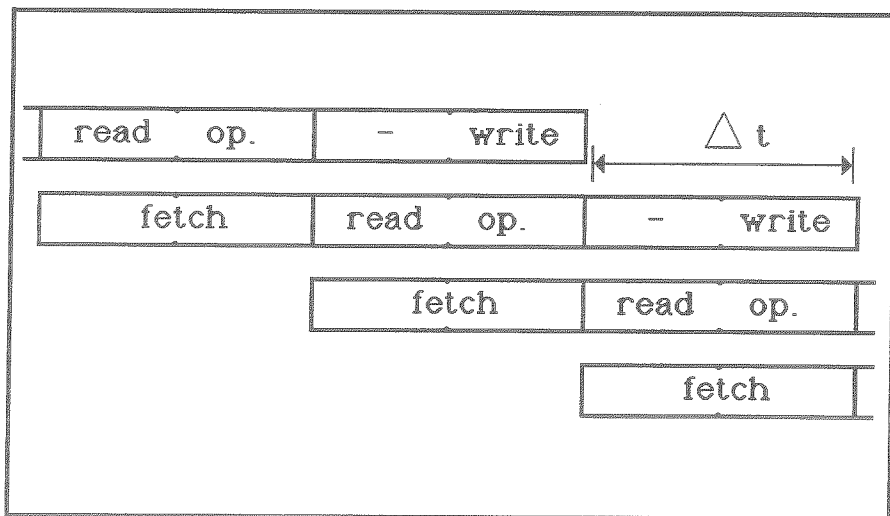 read op. - write Δ t
fetch read op. - write
fetch read op.
fetch